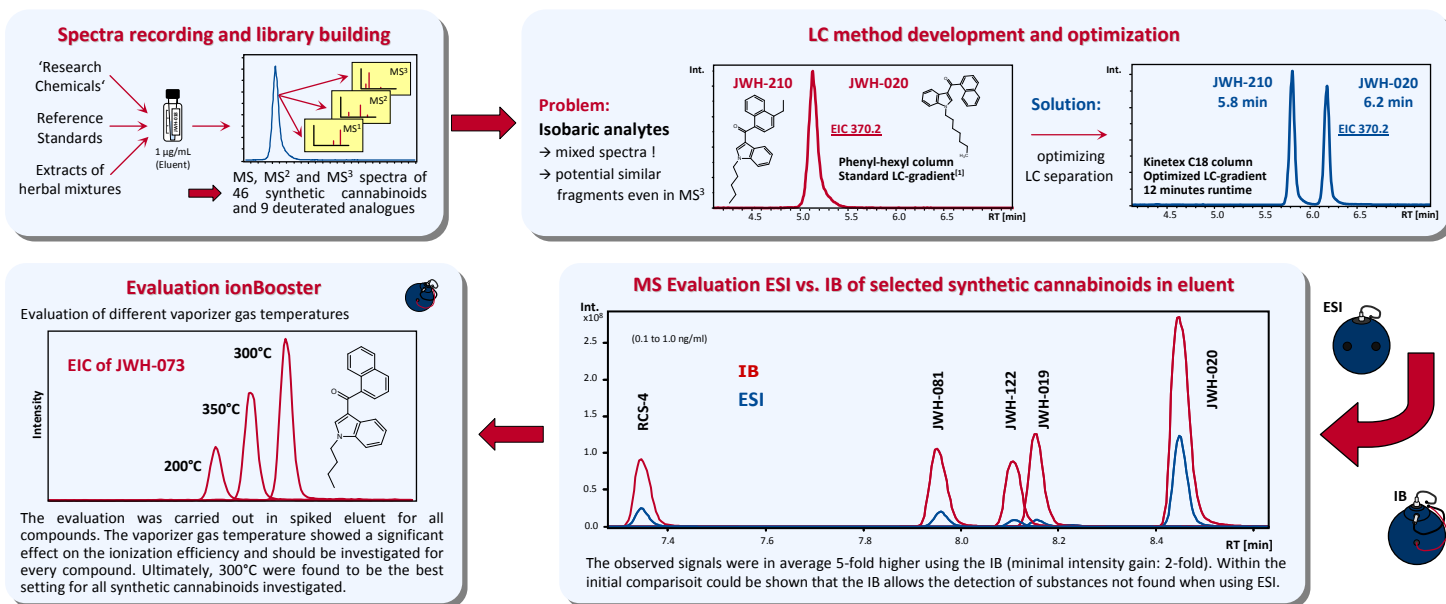 Spectra recording and library building
'Research
Chemicals'
Reference
Standards
Extracts of
herbal mixtures
1 µg/mL
(Eluent)
MS³
MS²
MS¹
MS, MS² and MS³ spectra of
46 synthetic cannabinoids
and 9 deuterated analogues
LC method development and optimization
Problem:
Isobaric analytes
→ mixed spectra !
→ potential similar
fragments even in MS³
Int.
JWH-210
JWH-020
EIC 370.2
Phenyl-hexyl column
Standard LC-gradient[1]
O
N
O
N
H₃C
4.5 5.0 5.5 6.0 6.5 RT [min]
Solution:
optimizing
LC separation
Int.
JWH-210
5.8 min
JWH-020
6.2 min
EIC 370.2
Kinetex C18 column
Optimized LC-gradient
12 minutes runtime
4.5 5.0 5.5 6.0 6.5 RT [min]
Evaluation ionBooster
Evaluation of different vaporizer gas temperatures
EIC of JWH-073
300°C
350°C
200°C
Intensity
O
N
The evaluation was carried out in spiked eluent for all
compounds. The vaporizer gas temperature showed a significant
effect on the ionization efficiency and should be investigated for
every compound. Ultimately, 300°C were found to be the best
setting for all synthetic cannabinoids investigated.
MS Evaluation ESI vs. IB of selected synthetic cannabinoids in eluent
Int.
x10⁸
2.5
2.0
1.5
1.0
0.5
0.0
(0.1 to 1.0 ng/ml)
IB
ESI
RCS-4
JWH-081
JWH-122
JWH-019
JWH-020
7.4 7.6 7.8 8.0 8.2 8.4 RT [min]
The observed signals were in average 5-fold higher using the IB (minimal intensity gain: 2-fold). Within the
initial comparisoit could be shown that the IB allows the detection of substances not found when using ESI.
ESI
IB